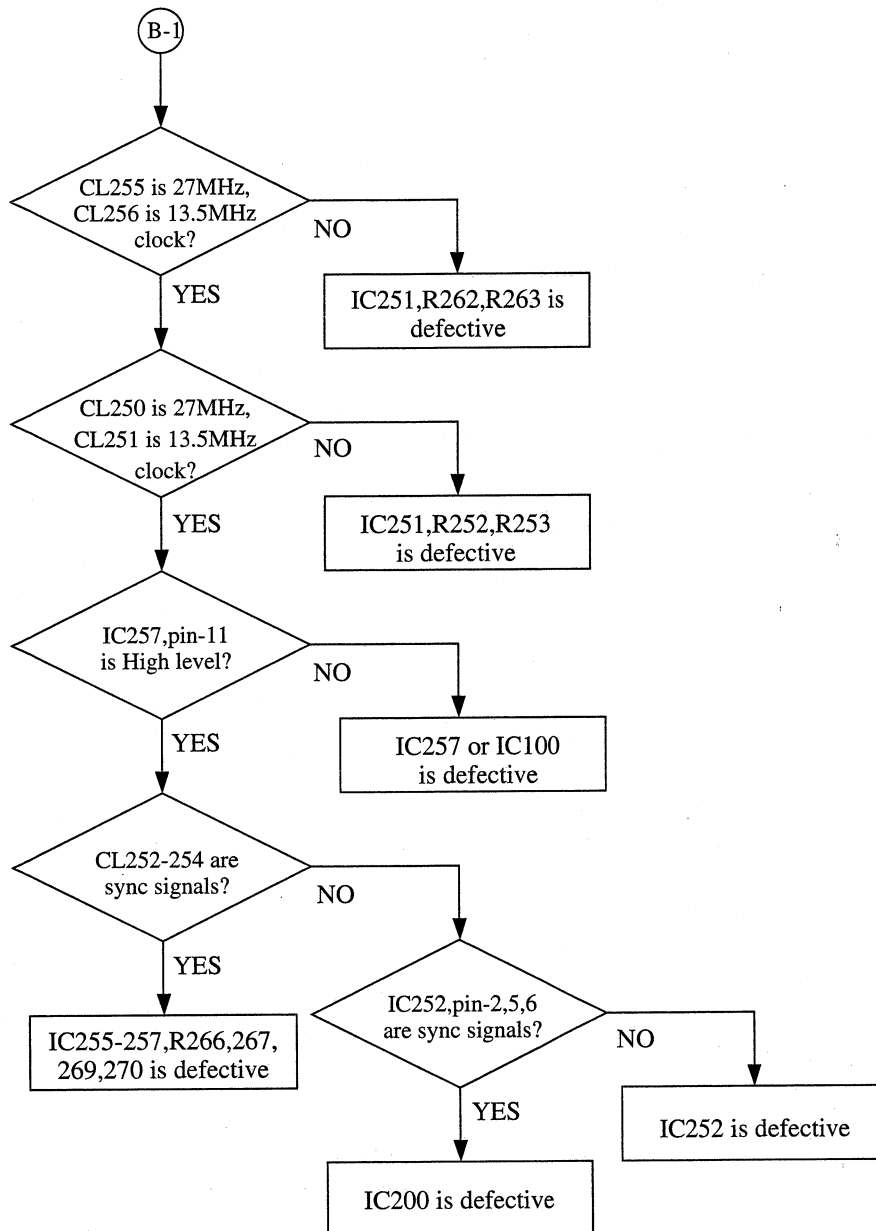 B-1
CL255 is 27MHz,
CL256 is 13.5MHz
clock?
NO
YES
IC251,R262,R263 is
defective
CL250 is 27MHz,
CL251 is 13.5MHz
clock?
NO
YES
IC251,R252,R253
is defective
IC257,pin-11
is High level?
NO
YES
IC257 or IC100
is defective
CL252-254 are
sync signals?
NO
YES
IC255-257,R266,267,
269,270 is defective
IC252,pin-2,5,6
are sync signals?
NO
YES
IC252 is defective
IC200 is defective